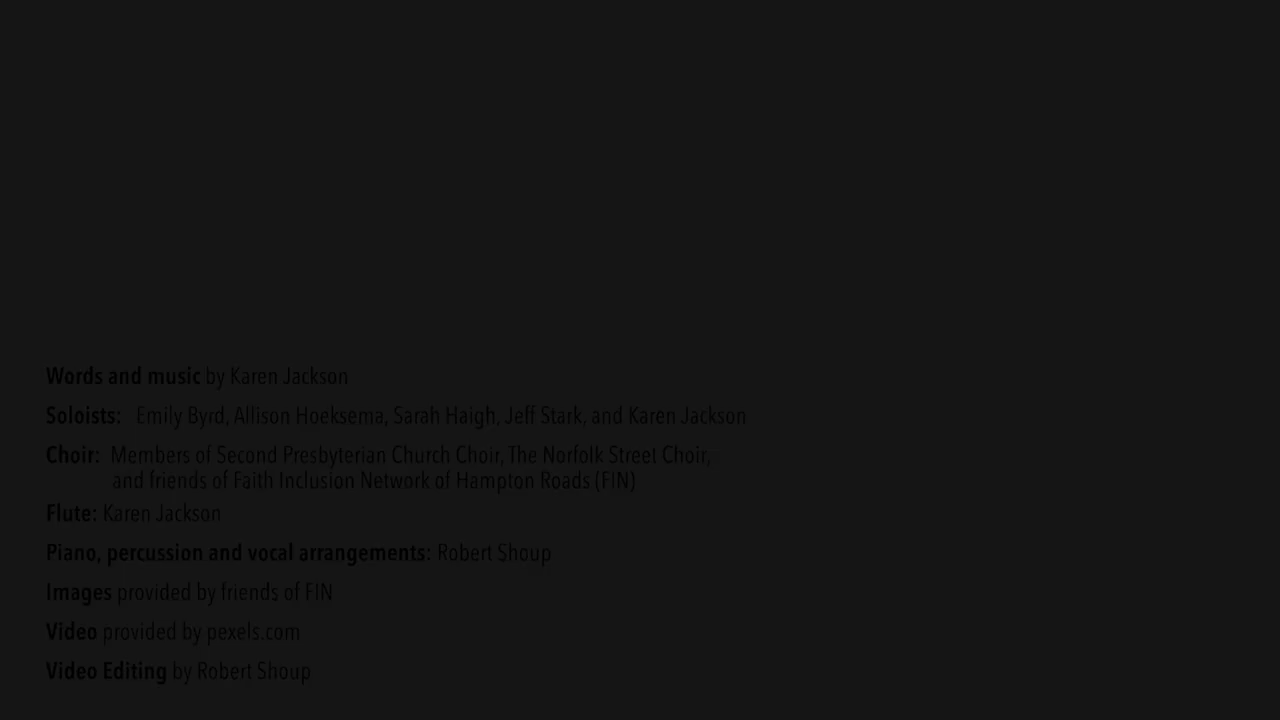 Words and music by Karen Jackson
Soloists: Emily Byrd, Allison Hoeksema, Sarah Haigh, Jeff Stark, and Karen Jackson
Choir: Members of Second Presbyterian Church Choir, The Norfolk Street Choir,
and friends of Faith Inclusion Network of Hampton Roads (FIN)
Flute: Karen Jackson
Piano, percussion and vocal arrangements: Robert Shoup
Images provided by friends of FIN
Video provided by pexels.com
Video Editing by Robert Shoup